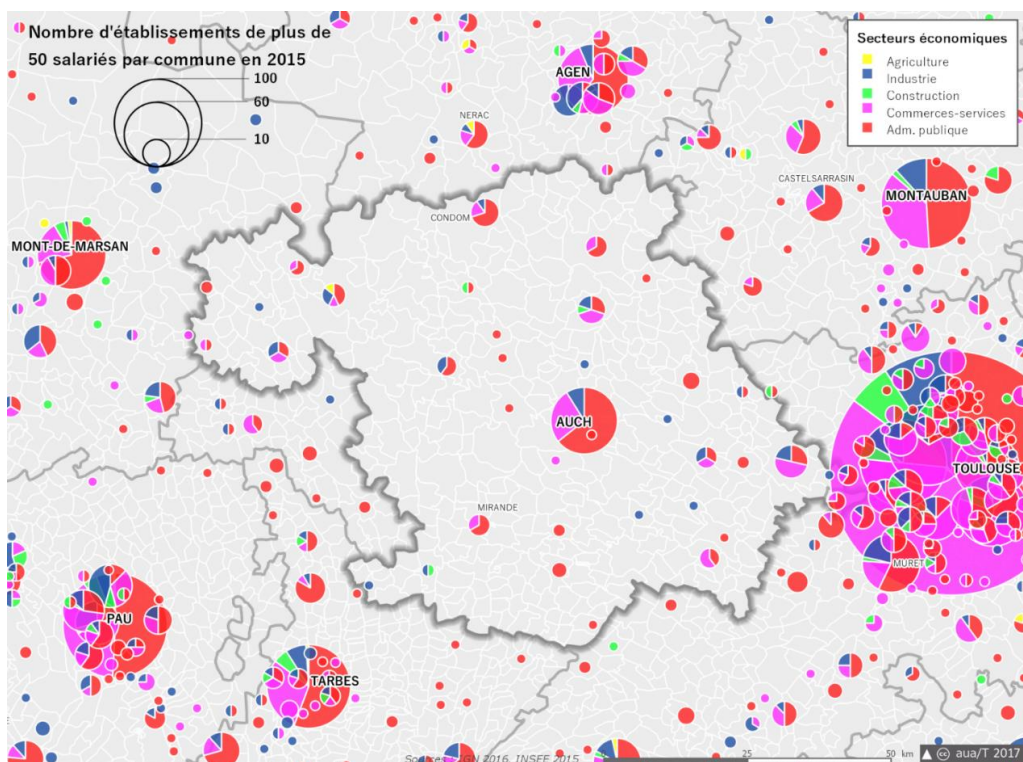 Nombre d'établissements de plus de
50 salariés par commune en 2015
100
60
10
Secteurs économiques
Agriculture
Industrie
Construction
Commerces-services
Adm. publique
AGEN
NERAC
CASTELSARRASIN
MONTAUBAN
CONDOM
MONT-DE-MARSAN
AUCH
TOULOUSE
MIRANDE
MURET
PAU
TARBES
Sources : IGN 2016, INSEE 2015
25
50 km
cc aua/T 2017